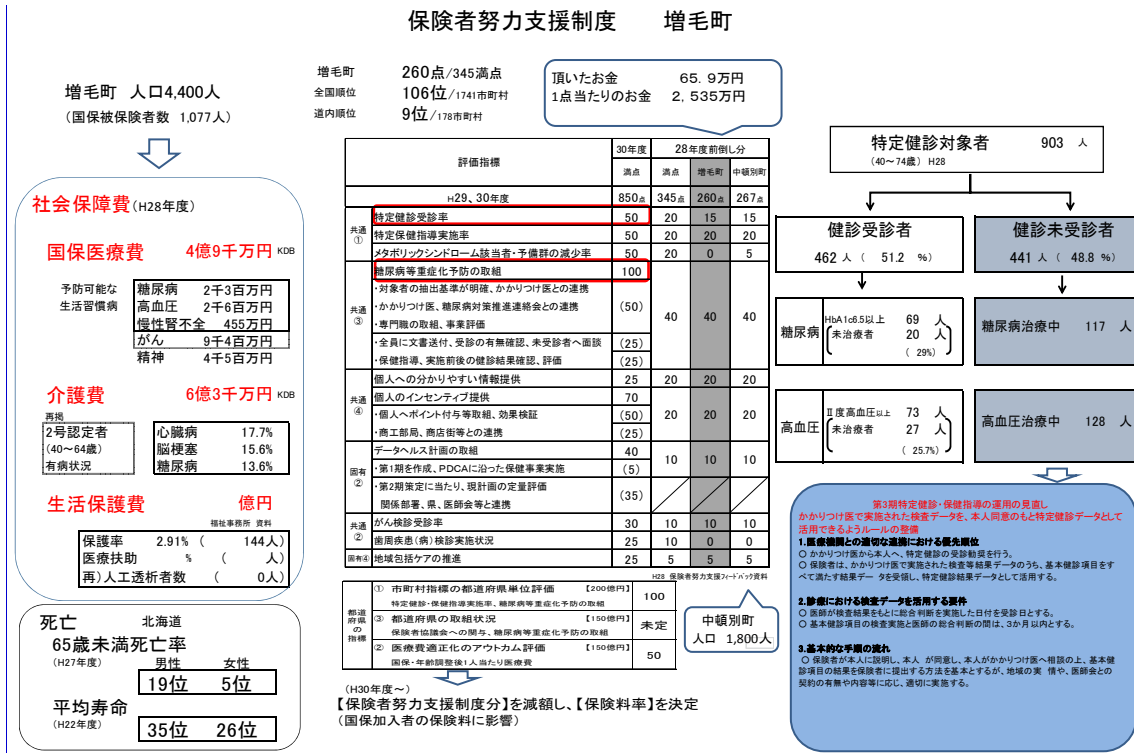 保険者努力支援制度　　増毛町
増毛町　人口4,400人
（国保被保険者数　1,077人）
社会保障費(H28年度)
国保医療費　4億9千万円 KDB
予防可能な
生活習慣病
糖尿病　2千3百万円
高血圧　2千6百万円
慢性腎不全　455万円
がん　9千4百万円
精神　4千5百万円
介護費　6億3千万円 KDB
再掲
2号認定者
(40～64歳)
有病状況
心臓病　17.7%
脳梗塞　15.6%
糖尿病　13.6%
生活保護費　億円
福祉事務所 資料
保護率　2.91%　(　144人)
医療扶助　%　(　人)
再)人工透析者数　(　0人)
死亡　北海道
65歳未満死亡率
(H27年度)
男性　女性
19位　5位
平均寿命
(H22年度)
35位　26位
増毛町　260点/345満点
全国順位　106位/1741市町村
道内順位　9位/178市町村
頂いたお金　65. 9万円
1点当たりのお金　2, 535万円
評価指標　30年度　28年度前倒し分
満点　満点　増毛町　中頓別町
H29、30年度　850点　345点　260点　267点
共通①
特定健診受診率　50　20　15　15
特定保健指導実施率　50　20　20　20
メタボリックシンドローム該当者・予備群の減少率　50　20　0　5
共通③
糖尿病等重症化予防の取組　100
・対象者の抽出基準が明確、かかりつけ医との連携
・かかりつけ医、糖尿病対策推進連絡会との連携　(50)　40　40　40
・専門職の取組、事業評価
・全員に文書送付、受診の有無確認、未受診者へ面談　(25)
・保健指導、実施前後の健診結果確認、評価　(25)
共通④
個人への分かりやすい情報提供　25　20　20　20
個人のインセンティブ提供　70
・個人へポイント付与等取組、効果検証　(50)　20　20　20
・商工部局、商店街等との連携　(25)
固有②
データヘルス計画の取組　40　10　10　10
・第1期を作成、PDCAに沿った保健事業実施　(5)
・第2期策定に当たり、現計画の定量評価　(35)
関係部署、県、医師会等と連携
共通②
がん検診受診率　30　10　10　10
歯周疾患(病)検診実施状況　25　10　0　0
固有④　地域包括ケアの推進　25　5　5　5
H28 保険者努力支援フィードバック資料
都道府県の指標
①　市町村指標の都道府県単位評価　【200億円】　100
特定健診・保健指導実施率、糖尿病等重症化予防の取組
③　都道府県の取組状況　【150億円】　未定
保険者協議会への関与、糖尿病等重症化予防の取組
②　医療費適正化のアウトカム評価　【150億円】　50
国保・年齢調整後1人当たり医療費
中頓別町
人口 1,800人
(H30年度～)
【保険者努力支援制度分】を減額し、【保険料率】を決定
(国保加入者の保険料に影響)
特定健診対象者　903　人
(40～74歳) H28
健診受診者
462 人 (　51.2　%)
健診未受診者
441 人 (　48.8　%)
糖尿病
HbA1c6.5以上　69　人
未治療者　20　人
(　29%)
糖尿病治療中　117　人
高血圧
Ⅱ度高血圧以上　73　人
未治療者　27　人
(　25.7%)
高血圧治療中　128　人
第3期特定健診・保健指導の運用の見直し
かかりつけ医で実施された検査データを、本人同意のもと特定健診データとして
活用できるようルールの整備
1.医療機関との適切な連携における優先順位
○ かかりつけ医から本人へ、特定健診の受診勧奨を行う。
○ 保険者は、かかりつけ医で実施された検査等結果データのうち、基本健診項目をす
べて満たす結果デー タを受領し、特定健診結果データとして活用する。
2.診療における検査データを活用する要件
○ 医師が検査結果をもとに総合判断を実施した日付を受診日とする。
○ 基本健診項目の検査実施と医師の総合判断の間は、3か月以内とする。
3.基本的な手順の流れ
○ 保険者が本人に説明し、本人 が同意し、本人がかかりつけ医へ相談の上、基本健
診項目の結果を保険者に提出する方法を基本とするが、地域の実 情や、医師会との
契約の有無や内容等に応じ、適切に実施する。